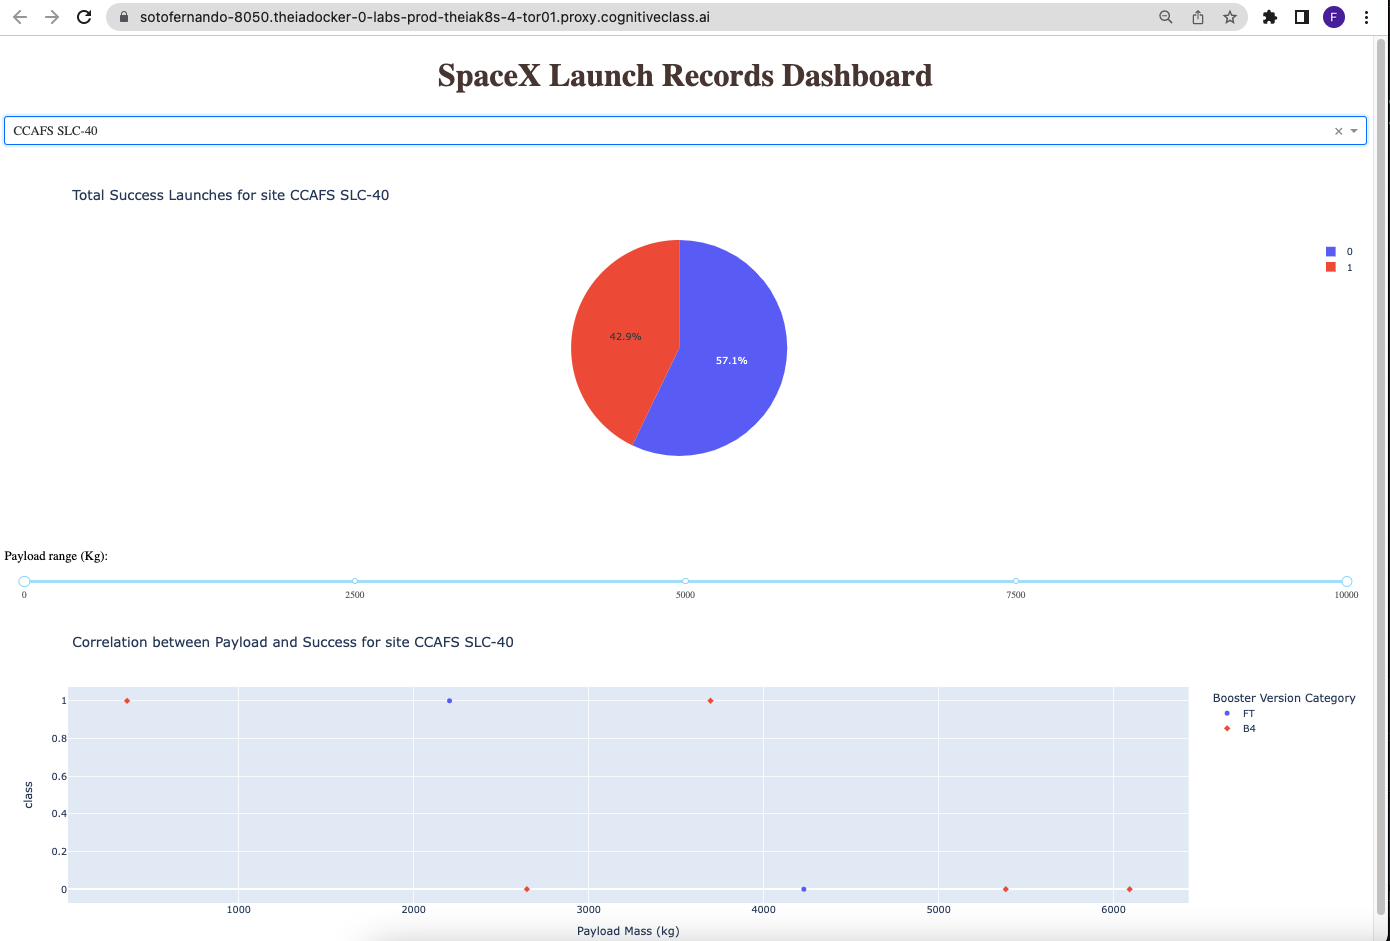 sotofernando-8050.theiadocker-0-labs-prod-theiak8s-4-tor01.proxy.cognitiveclass.ai
F
SpaceX Launch Records Dashboard
CCAFS SLC-40
Total Success Launches for site CCAFS SLC-40
0
1
42.9%
57.1%
Payload range (Kg):
0 2500 5000 7500 10000
Correlation between Payload and Success for site CCAFS SLC-40
Booster Version Category
FT
B4
1
0.8
0.6
0.4
0.2
0
class
1000 2000 3000 4000 5000 6000
Payload Mass (kg)